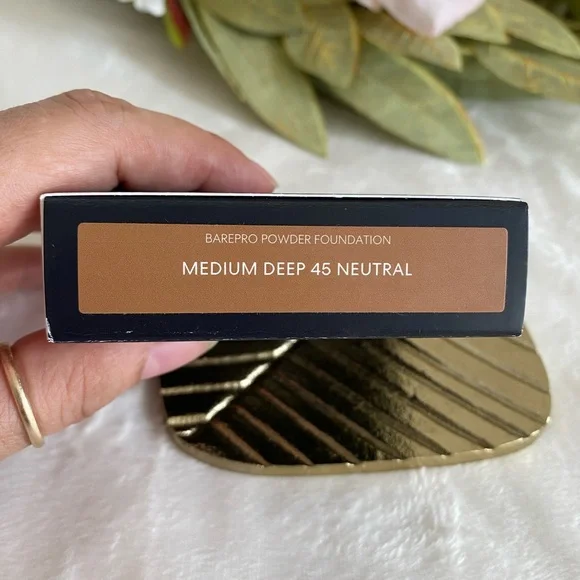 BAREPRO POWDER FOUNDATION
MEDIUM DEEP 45 NEUTRAL